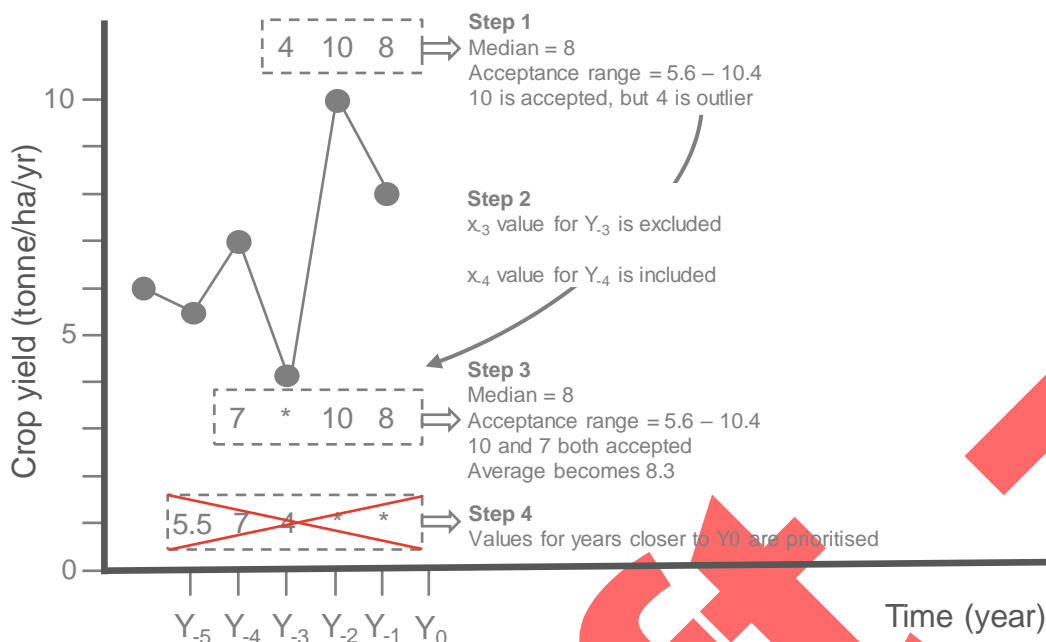 Step 1
4 10 8
Median = 8
Acceptance range = 5.6 – 10.4
10 is accepted, but 4 is outlier
10
Crop yield (tonne/ha/yr)
Step 2
x-3 value for Y-3 is excluded
x-4 value for Y-4 is included
5
Step 3
Median = 8
7 * 10 8
Acceptance range = 5.6 – 10.4
10 and 7 both accepted
Average becomes 8.3
5.5 7 4 * *
Step 4
Values for years closer to Y0 are prioritised
0
Y-5 Y-4 Y-3 Y-2 Y-1 Y0
Time (year)